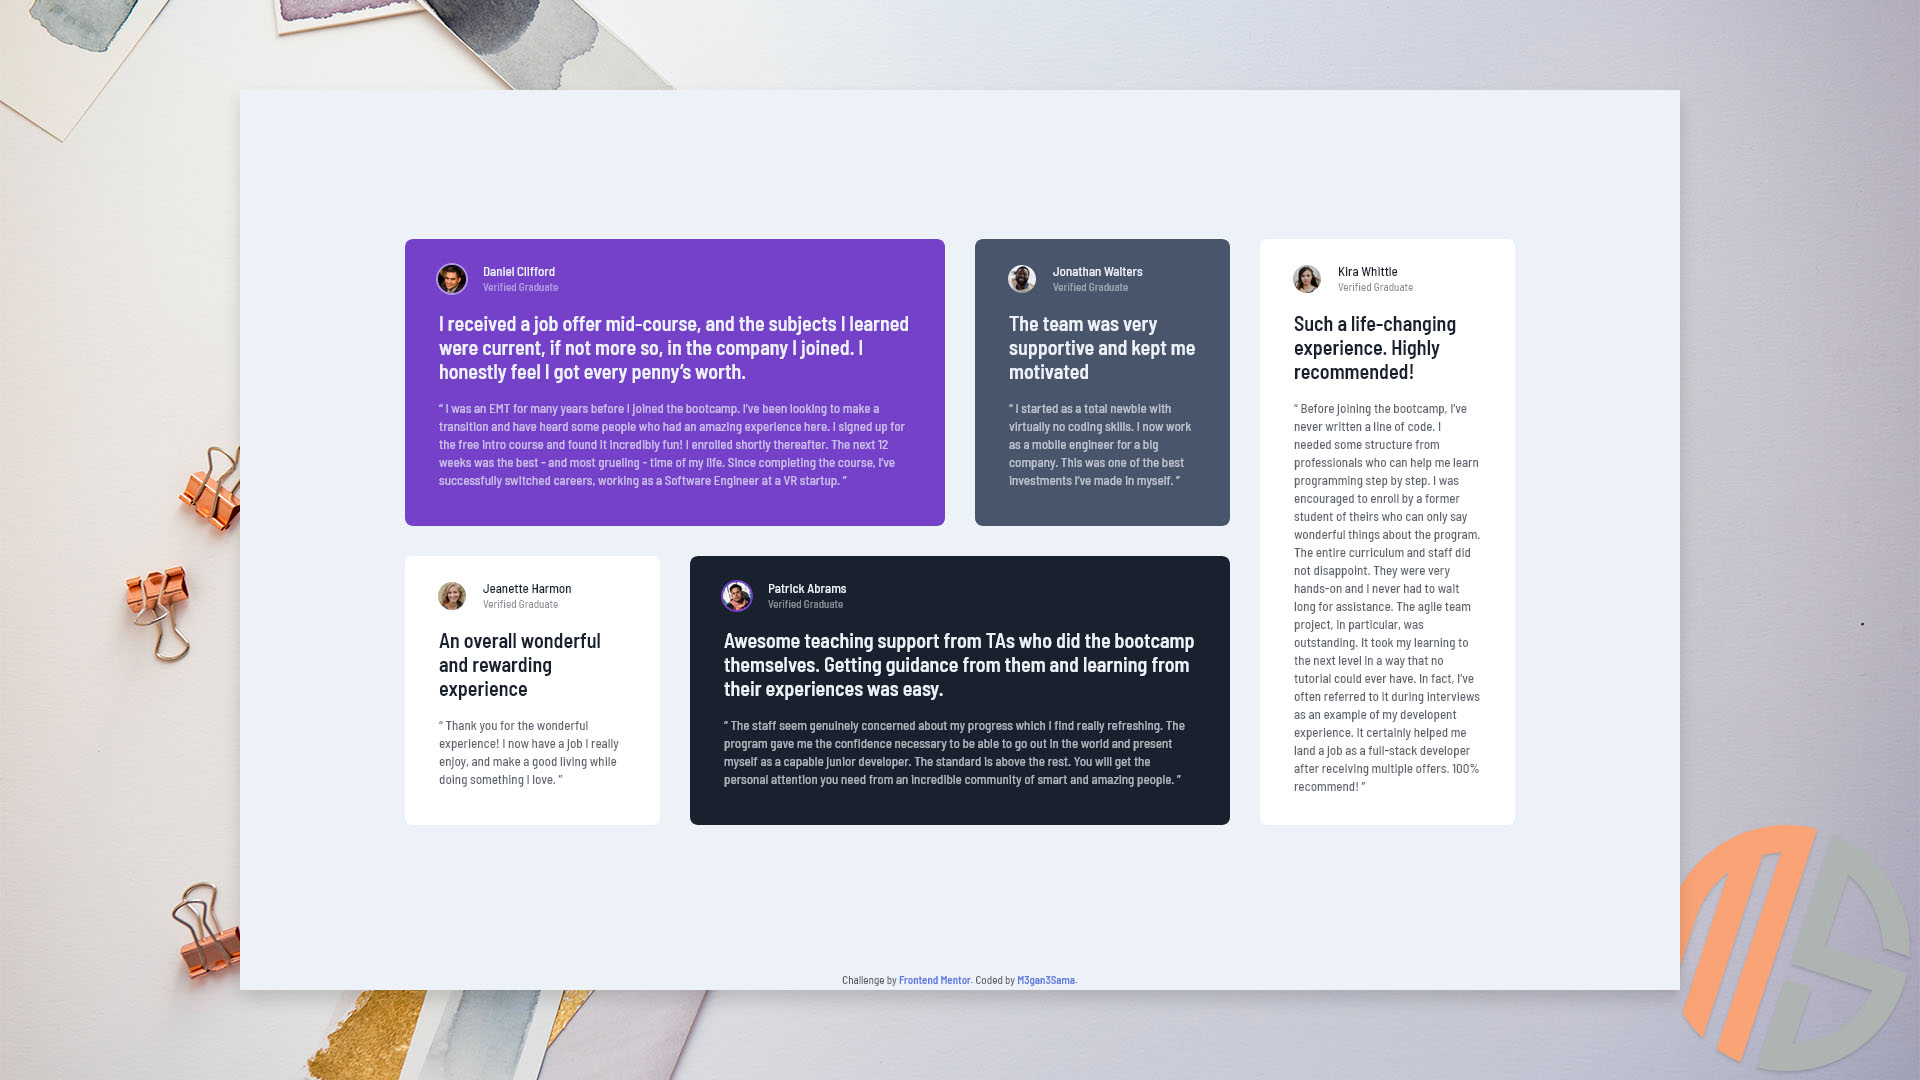 Daniel Clifford
Verified Graduate
I received a job offer mid-course, and the subjects I learned
were current, if not more so, in the company I joined. I
honestly feel I got every penny’s worth.
“ I was an EMT for many years before I joined the bootcamp. I’ve been looking to make a
transition and have heard some people who had an amazing experience here. I signed up for
the free intro course and found it incredibly fun! I enrolled shortly thereafter. The next 12
weeks was the best - and most grueling - time of my life. Since completing the course, I’ve
successfully switched careers, working as a Software Engineer at a VR startup. ”
Jonathan Walters
Verified Graduate
The team was very
supportive and kept me
motivated
“ I started as a total newbie with
virtually no coding skills. I now work
as a mobile engineer for a big
company. This was one of the best
investments I’ve made in myself. ”
Kira Whittle
Verified Graduate
Such a life-changing
experience. Highly
recommended!
“ Before joining the bootcamp, I’ve
never written a line of code. I
needed some structure from
professionals who can help me learn
programming step by step. I was
encouraged to enroll by a former
student of theirs who can only say
wonderful things about the program.
The entire curriculum and staff did
not disappoint. They were very
hands-on and I never had to wait
long for assistance. The agile team
project, in particular, was
outstanding. It took my learning to
the next level in a way that no
tutorial could ever have. In fact, I’ve
often referred to it during interviews
as an example of my developent
experience. It certainly helped me
land a job as a full-stack developer
after receiving multiple offers. 100%
recommend! ”
Jeanette Harmon
Verified Graduate
An overall wonderful
and rewarding
experience
“ Thank you for the wonderful
experience! I now have a job I really
enjoy, and make a good living while
doing something I love. ”
Patrick Abrams
Verified Graduate
Awesome teaching support from TAs who did the bootcamp
themselves. Getting guidance from them and learning from
their experiences was easy.
“ The staff seem genuinely concerned about my progress which I find really refreshing. The
program gave me the confidence necessary to be able to go out in the world and present
myself as a capable junior developer. The standard is above the rest. You will get the
personal attention you need from an incredible community of smart and amazing people. ”
Challenge by Frontend Mentor. Coded by M3gan3Sama.
MS